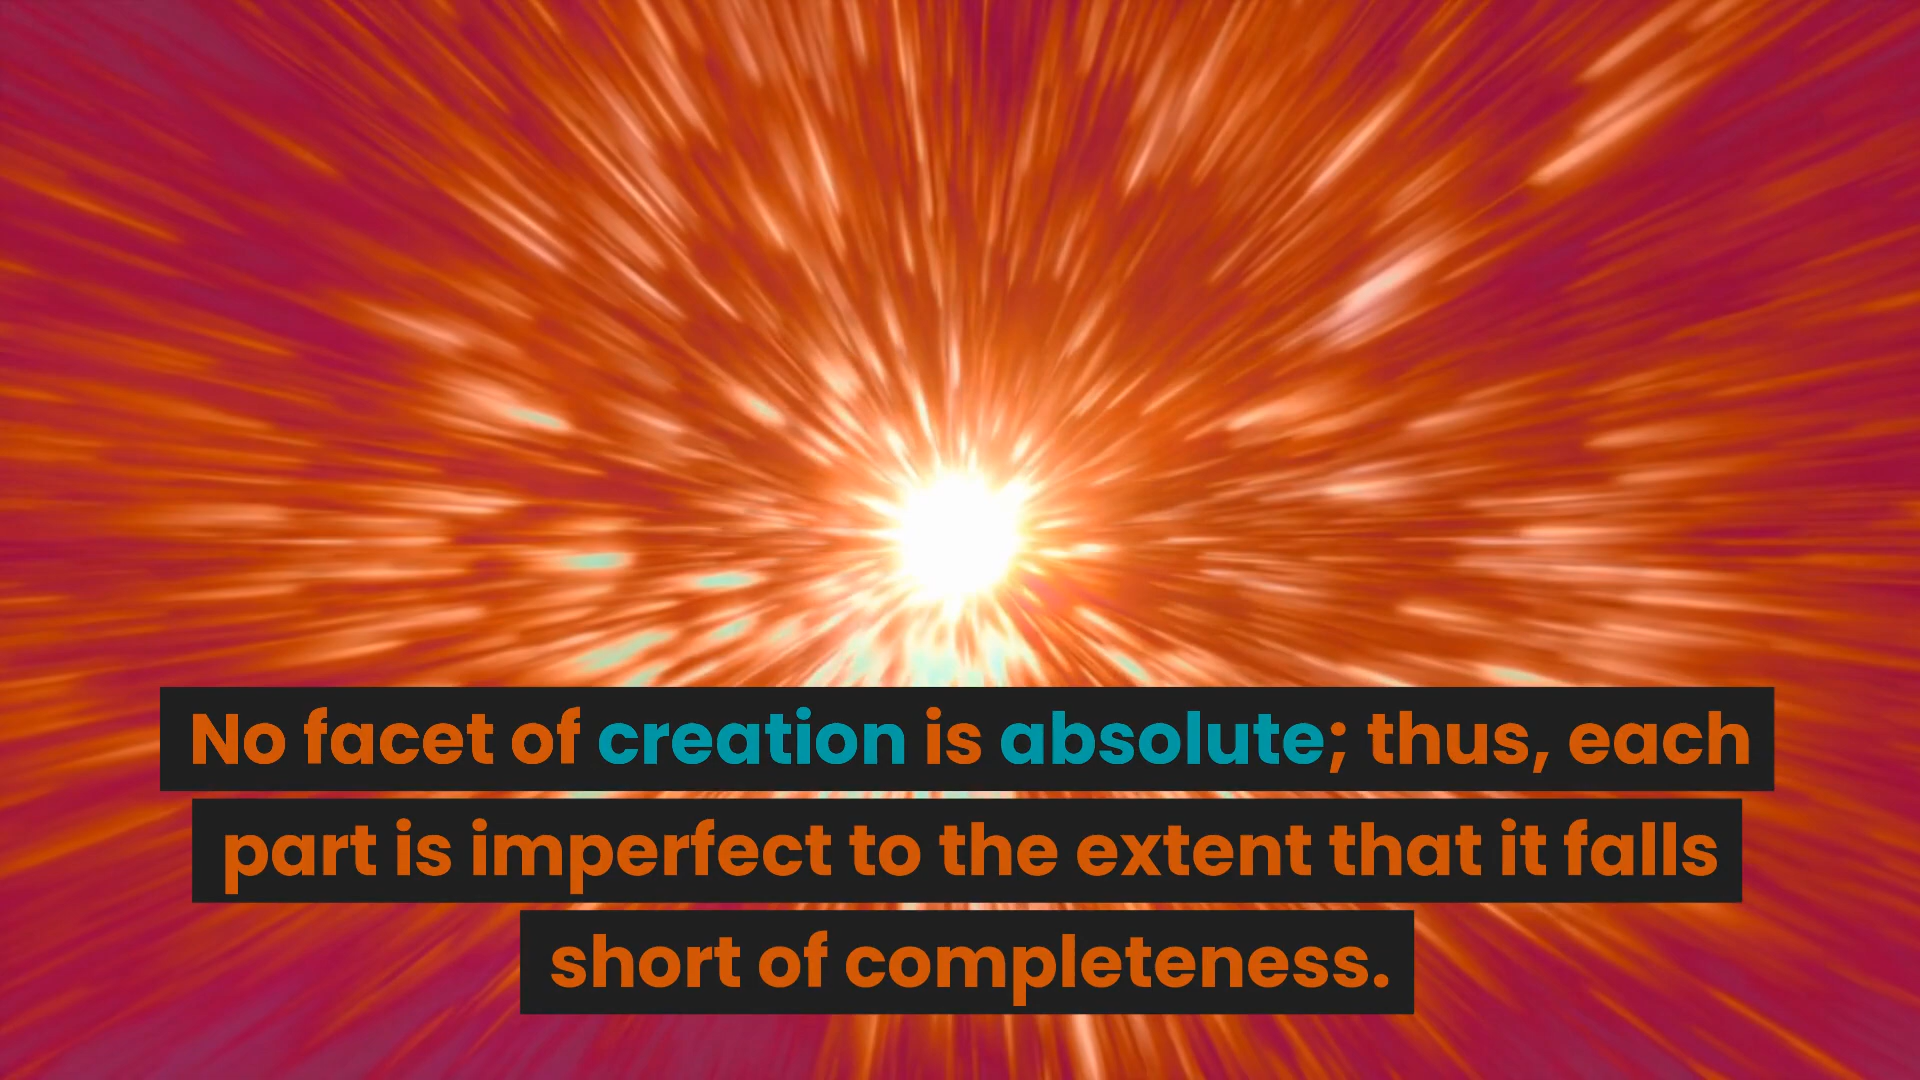 No facet of creation is absolute; thus, each
part is imperfect to the extent that it falls
short of completeness.